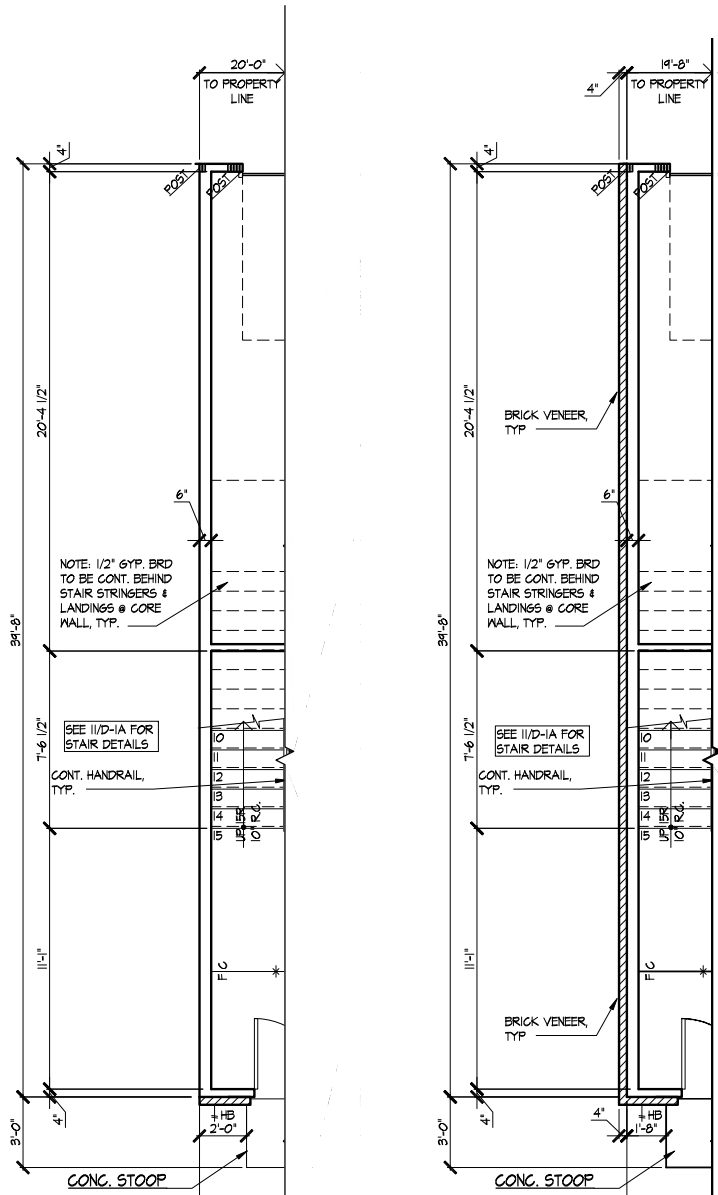 20'-0"
TO PROPERTY
LINE
4"
POST
POST
20'-4 1/2"
6"
NOTE: 1/2" GYP. BRD
TO BE CONT. BEHIND
STAIR STRINGERS &
LANDINGS @ CORE
WALL, TYP.
39'-8"
7'-6 1/2"
SEE 11/D-1A FOR
STAIR DETAILS
CONT. HANDRAIL,
TYP.
10
11
12
13
14
15
UP 15R
10" R.C.
11'-1"
F C
4"
3'-0"
HB
2'-0"
CONC. STOOP
19'-8"
4"
TO PROPERTY
LINE
4"
POST
POST
20'-4 1/2"
BRICK VENEER,
TYP
6"
NOTE: 1/2" GYP. BRD
TO BE CONT. BEHIND
STAIR STRINGERS &
LANDINGS @ CORE
WALL, TYP.
39'-8"
7'-6 1/2"
SEE 11/D-1A FOR
STAIR DETAILS
CONT. HANDRAIL,
TYP.
10
11
12
13
14
15
UP 15R
10" R.C.
11'-1"
F C
BRICK VENEER,
TYP
4"
3'-0"
4"
HB
1'-8"
CONC. STOOP